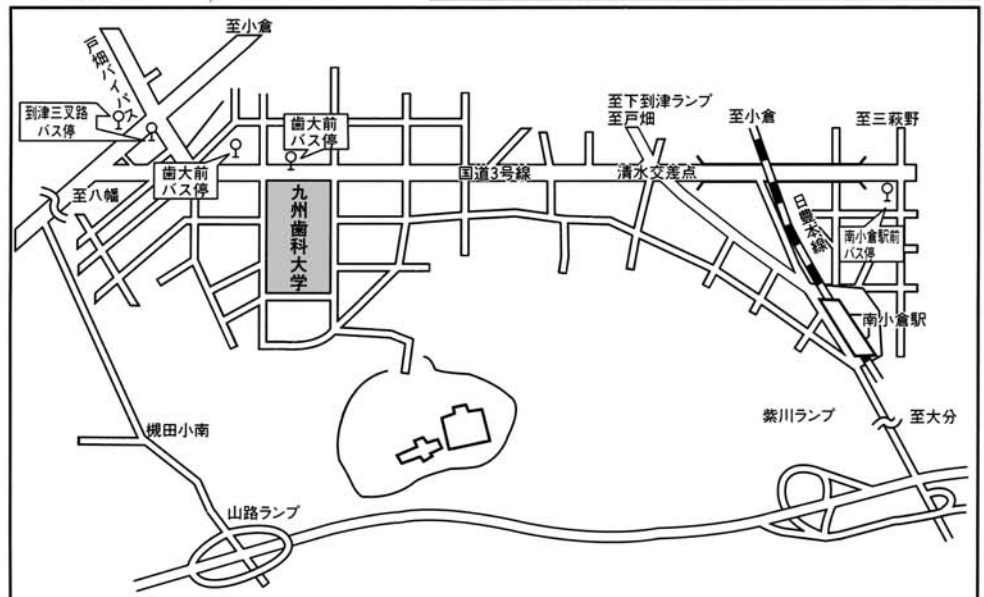 至小倉
戸畑バイパス
到津三叉路
バス停
歯大前
バス停
歯大前
バス停
至八幡
九州歯科大学
国道3号線
至下到津ランプ
至戸畑
清水交差点
至小倉
至三萩野
日豊本線
南小倉駅前
バス停
南小倉駅
槻田小南
山路ランプ
紫川ランプ
至大分